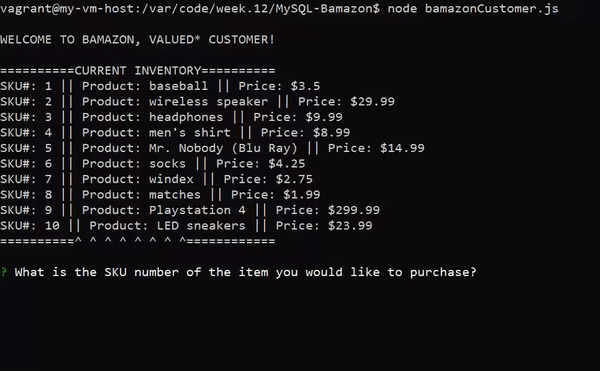 vagrant@my-vm-host:/var/code/week.12/MySQL-Bamazon$ node bamazonCustomer.js
WELCOME TO BAMAZON, VALUED* CUSTOMER!
==========CURRENT INVENTORY==========
SKU#: 1 || Product: baseball || Price: $3.5
SKU#: 2 || Product: wireless speaker || Price: $29.99
SKU#: 3 || Product: headphones || Price: $9.99
SKU#: 4 || Product: men's shirt || Price: $8.99
SKU#: 5 || Product: Mr. Nobody (Blu Ray) || Price: $14.99
SKU#: 6 || Product: socks || Price: $4.25
SKU#: 7 || Product: windex || Price: $2.75
SKU#: 8 || Product: matches || Price: $1.99
SKU#: 9 || Product: Playstation 4 || Price: $299.99
SKU#: 10 || Product: LED sneakers || Price: $23.99
==========^ ^ ^ ^ ^ ^ ^ ^============
? What is the SKU number of the item you would like to purchase?